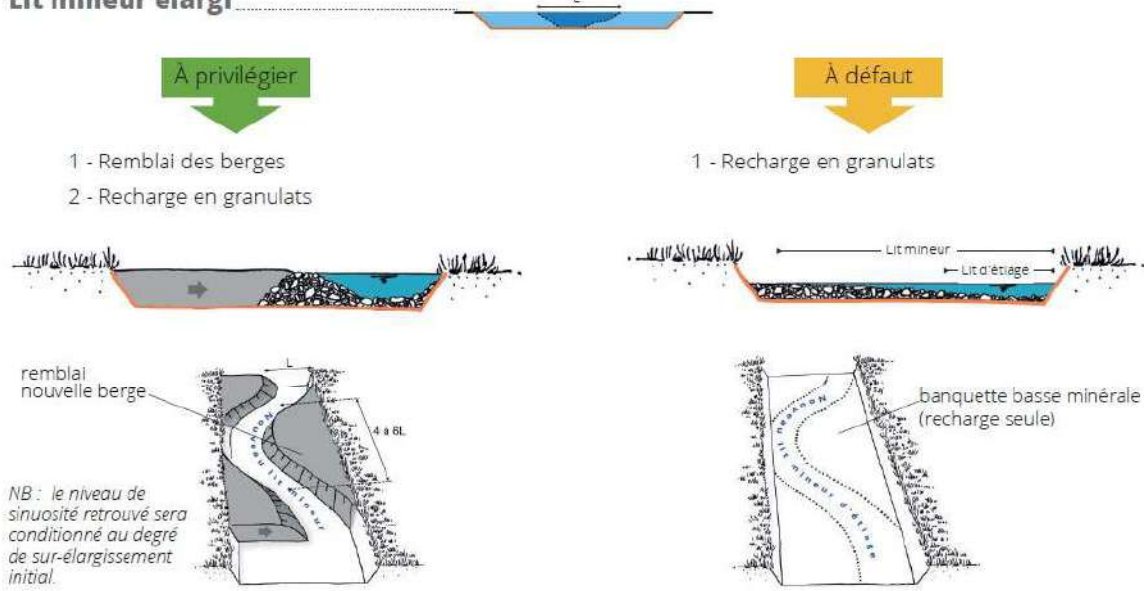 Lit mineur élargi
L
À privilégier
1 - Remblai des berges
2 - Recharge en granulats
remblai
nouvelle berge
L
4 à 6L
Nouveau lit mineur
NB : le niveau de
sinuosité retrouvé sera
conditionné au degré
de sur-élargissement
initial.
À défaut
1 - Recharge en granulats
Lit mineur
Lit d'étiage
Nouveau lit mineur d'étiage
banquette basse minérale
(recharge seule)